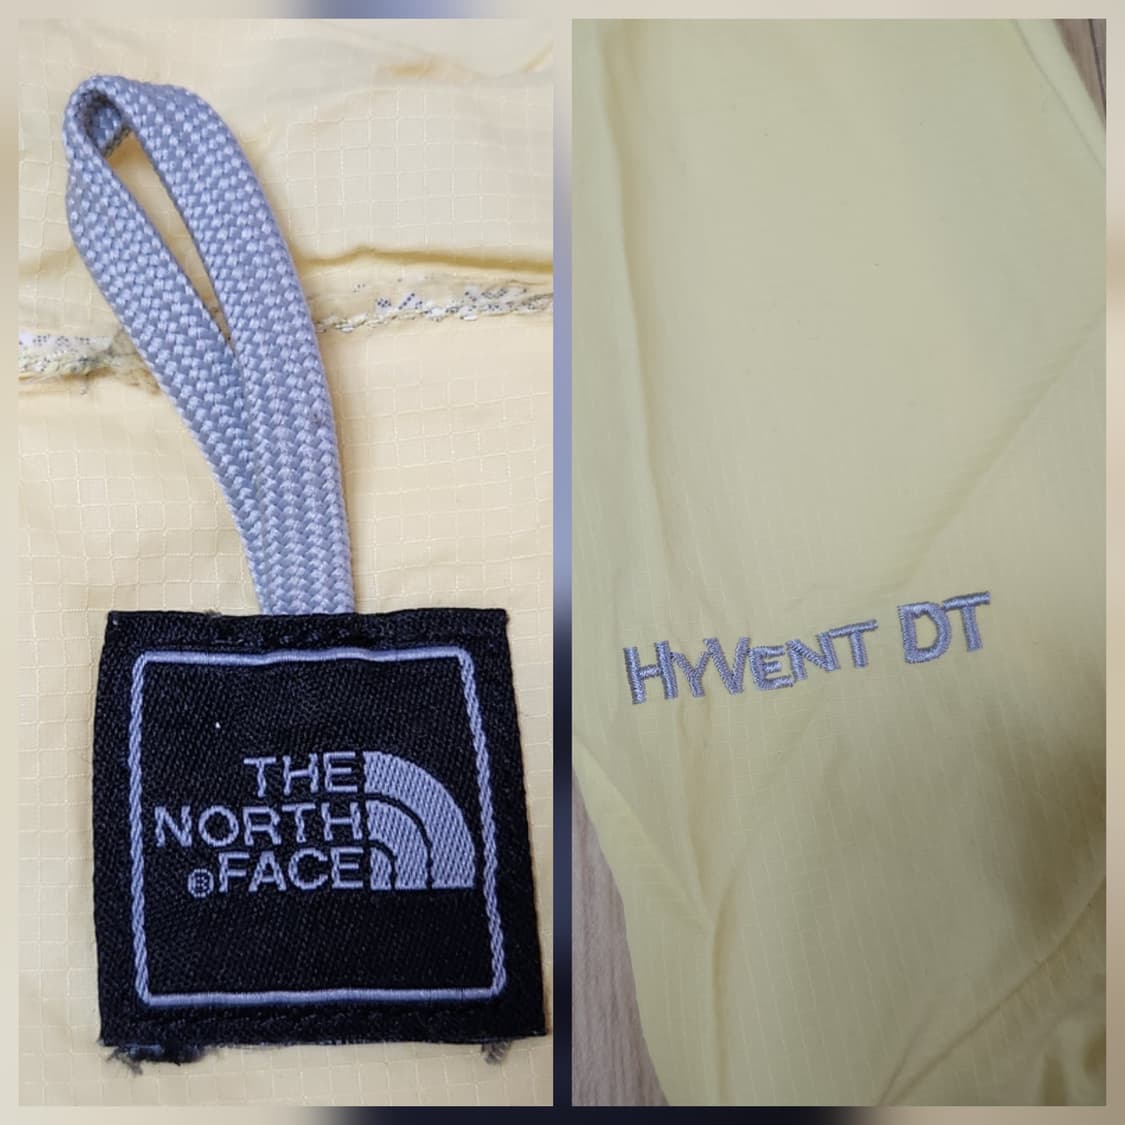 THE
NORTH
®FACE
HYVENT DT